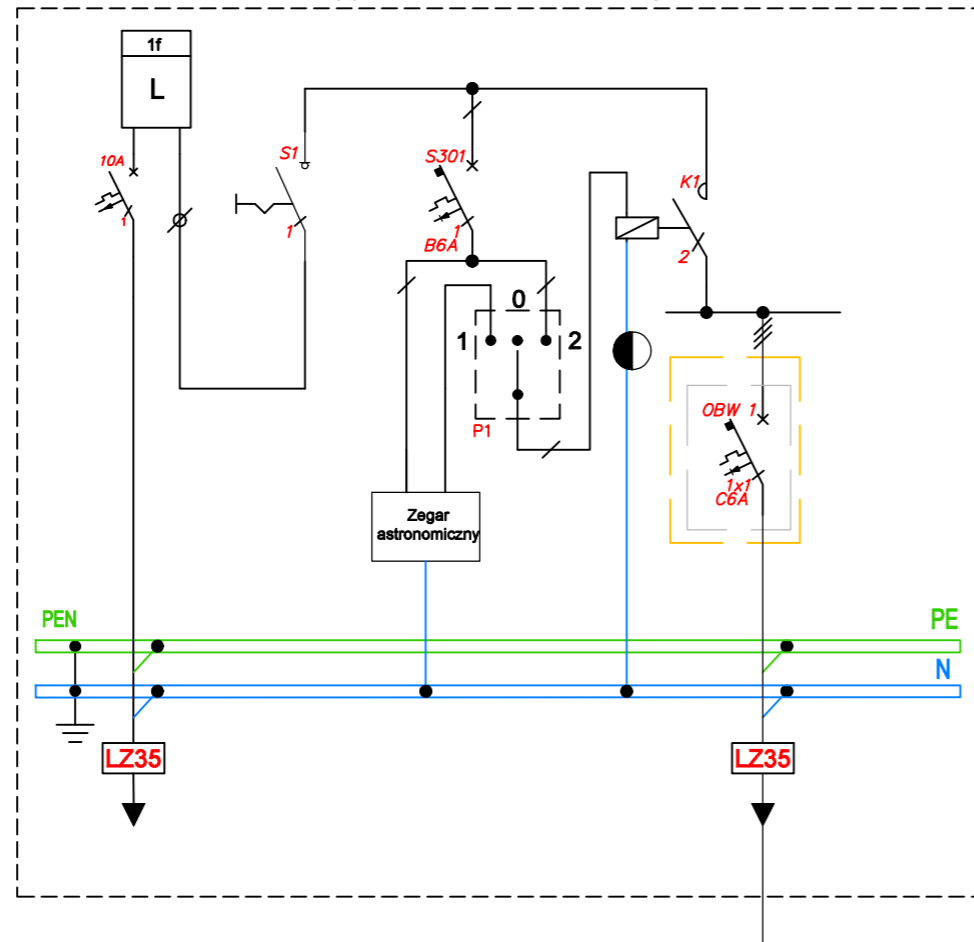 1f
L
10A
1
S1
1
S301
1
B6A
K1
2
0
1
2
P1
OBW 1
1x1
C6A
Zegar
astronomiczny
PEN
PE
N
LZ35
LZ35